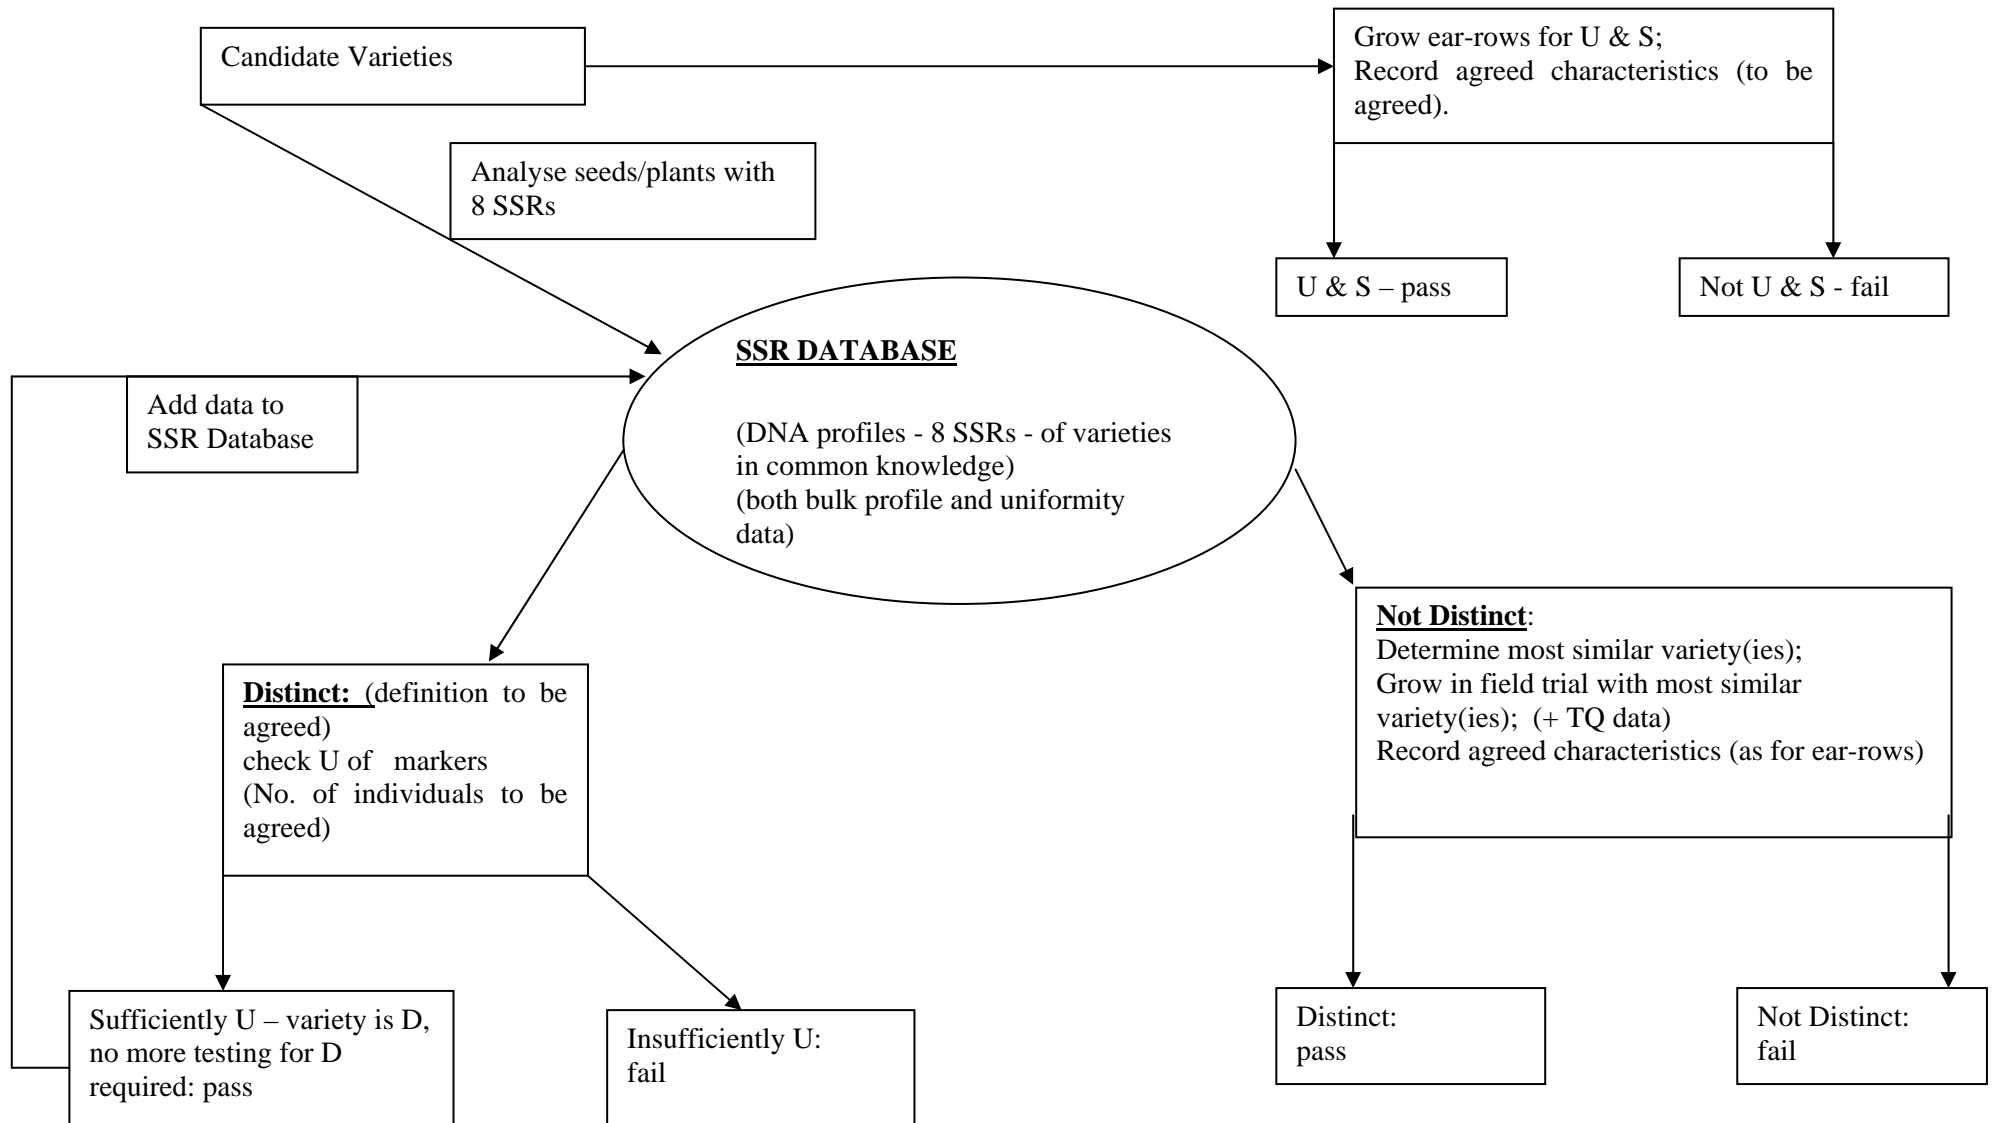 Candidate Varieties
Grow ear-rows for U & S;
Record agreed characteristics (to be
agreed).
Analyse seeds/plants with
8 SSRs
U & S – pass
Not U & S - fail
SSR DATABASE
(DNA profiles - 8 SSRs - of varieties
in common knowledge)
(both bulk profile and uniformity
data)
Add data to
SSR Database
Not Distinct:
Determine most similar variety(ies);
Grow in field trial with most similar
variety(ies); (+ TQ data)
Record agreed characteristics (as for ear-rows)
Distinct: (definition to be
agreed)
check U of markers
(No. of individuals to be
agreed)
Sufficiently U – variety is D,
no more testing for D
required: pass
Insufficiently U:
fail
Distinct:
pass
Not Distinct:
fail